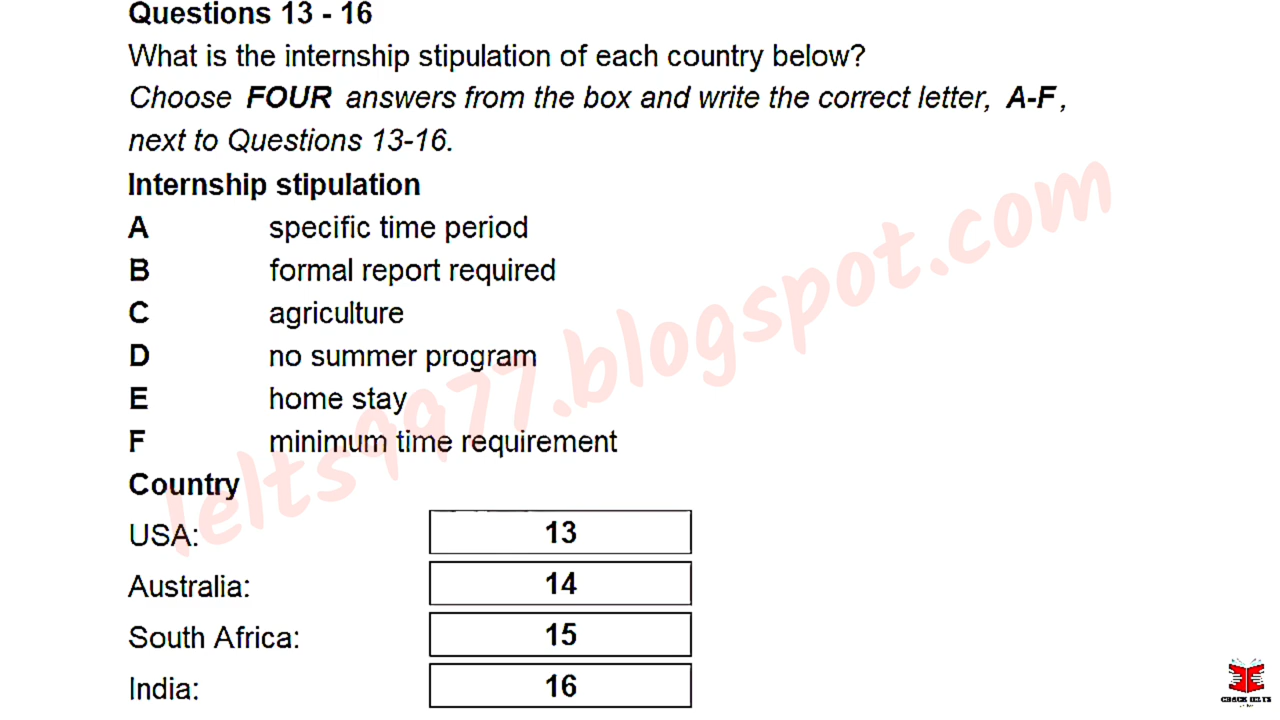 Questions 13 - 16
What is the internship stipulation of each country below?
Choose FOUR answers from the box and write the correct letter, A-F,
next to Questions 13-16.
Internship stipulation
A specific time period
B formal report required
C agriculture
D no summer program
E home stay
F minimum time requirement
Country
USA: 13
Australia: 14
South Africa: 15
India: 16
Ielts9977.blogspot.com
CRACK IELTS